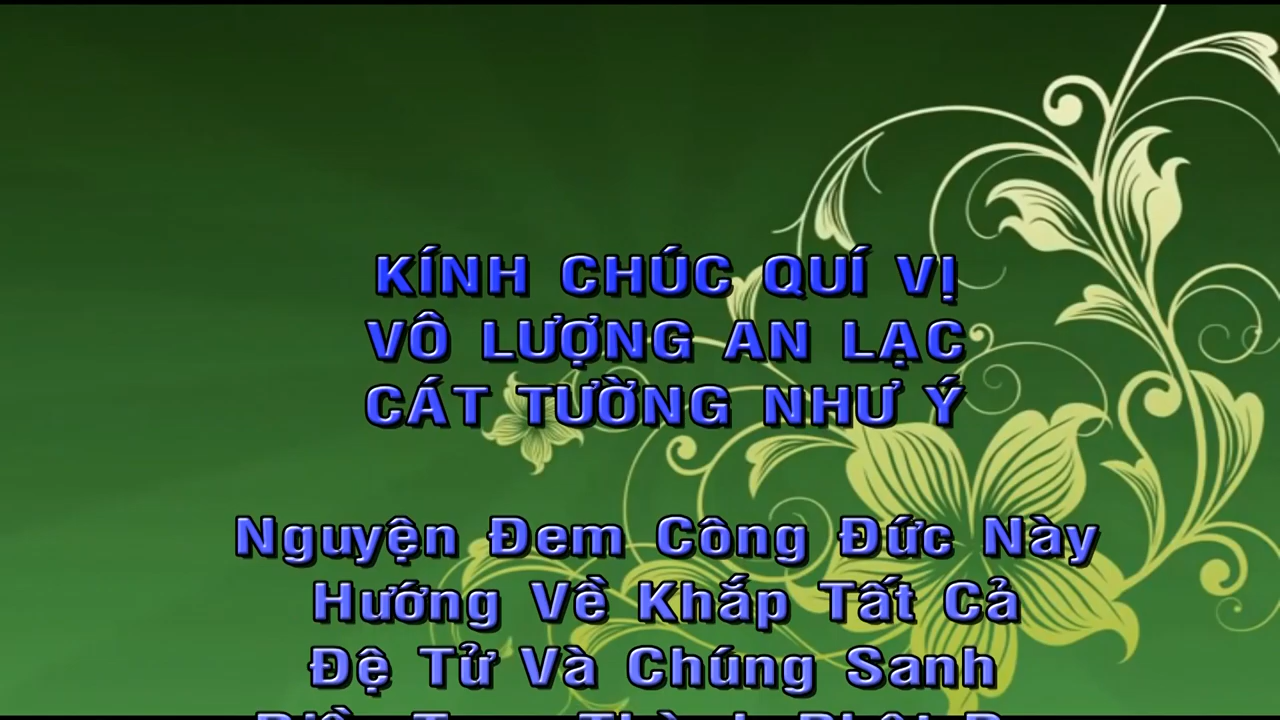 KÍNH CHÚC QUÍ VỊ
VÔ LƯỢNG AN LẠC
CÁT TƯỜNG NHƯ Ý
Nguyện Đem Công Đức Này
Hướng Về Khắp Tất Cả
Đệ Tử Và Chúng Sanh